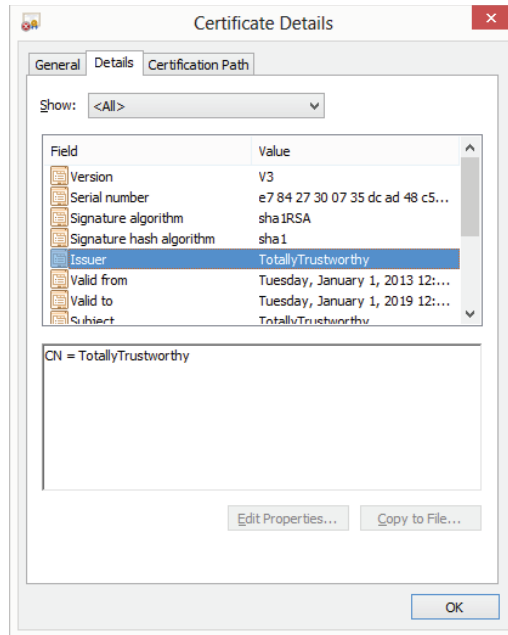 Certificate Details
General Details Certification Path
Show: <All>
Field Value
Version V3
Serial number e7 84 27 30 07 35 dc ad 48 c5...
Signature algorithm sha1RSA
Signature hash algorithm sha1
Issuer TotallyTrustworthy
Valid from Tuesday, January 1, 2013 12:...
Valid to Tuesday, January 1, 2019 12:...
Subject TotallyTrustworthy
CN = TotallyTrustworthy
Edit Properties... Copy to File...
OK